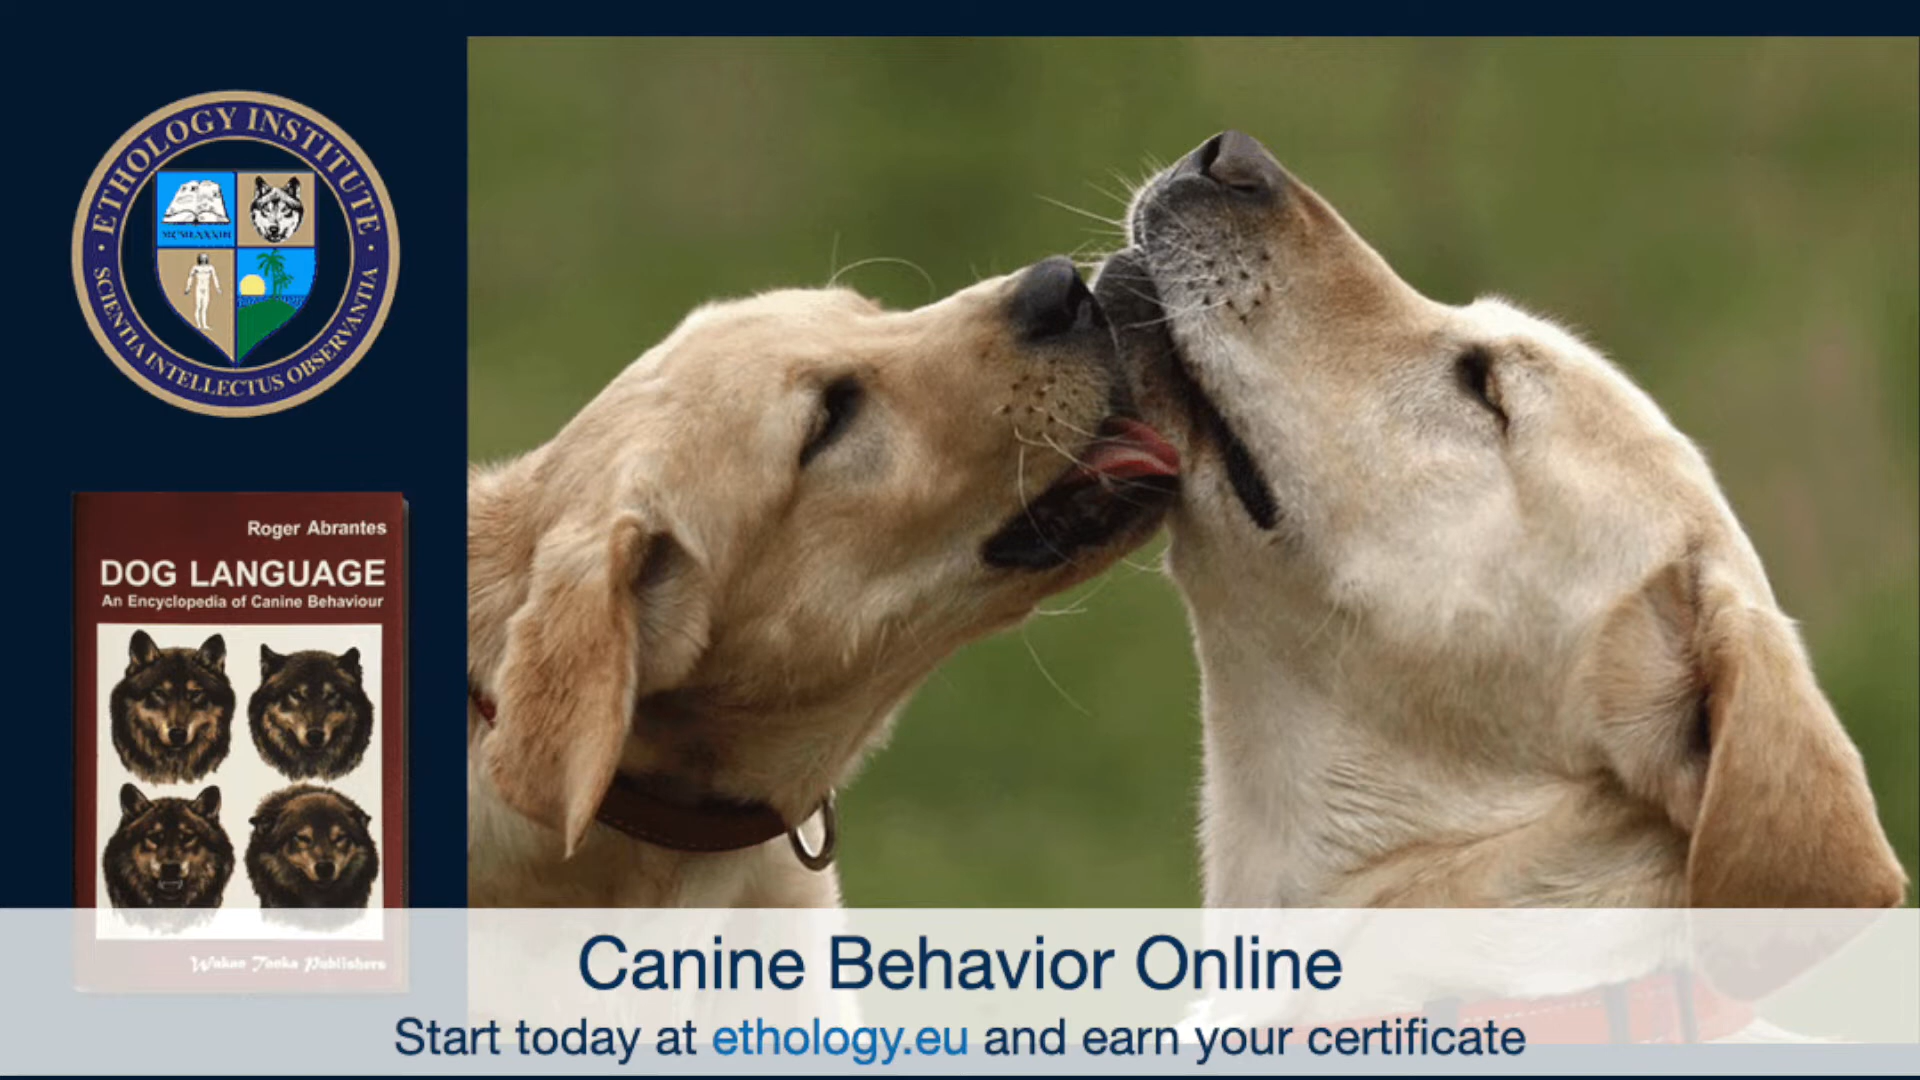 ETHOLOGY INSTITUTE
MCMLXXXIII
SCIENTIA INTELLECTUS OBSERVANTIA
Roger Abrantes
DOG LANGUAGE
An Encyclopedia of Canine Behaviour
Wakan Tanka Publishers
Canine Behavior Online
Start today at ethology.eu and earn your certificate